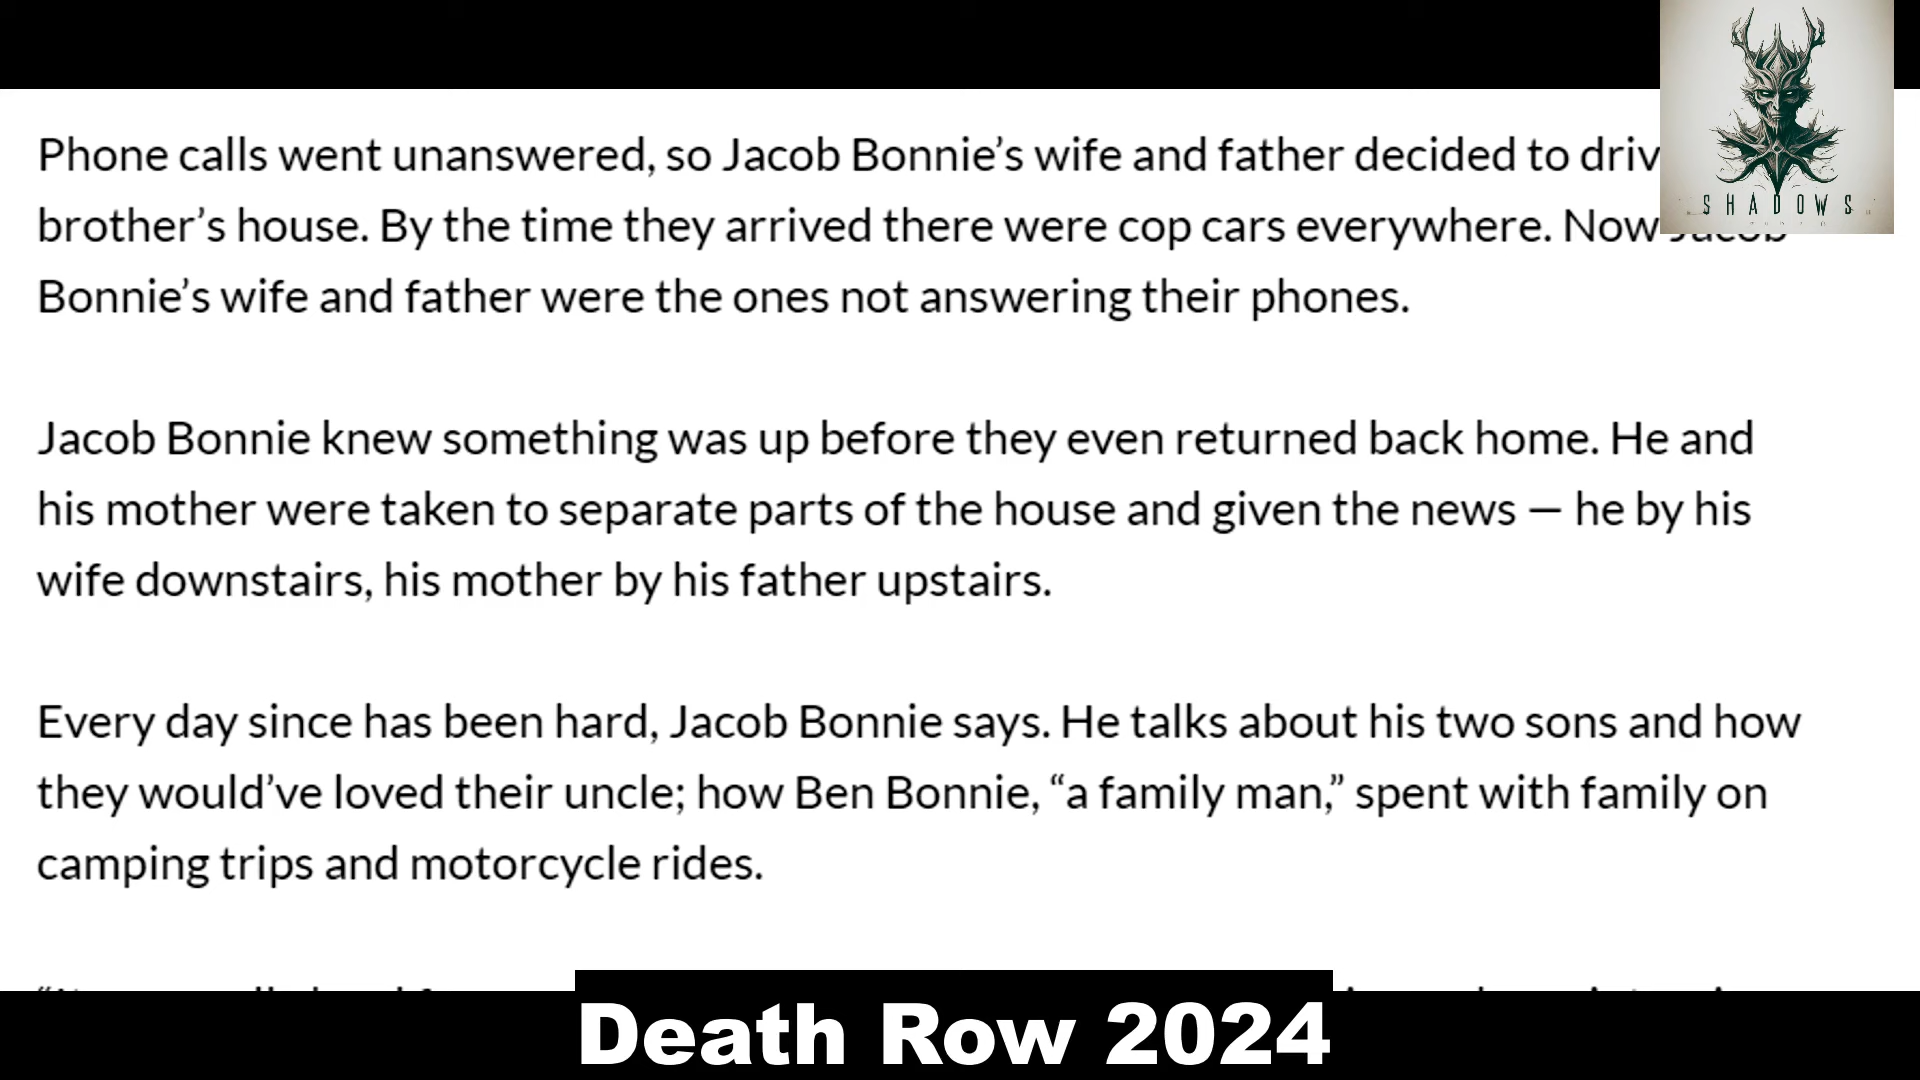 Phone calls went unanswered, so Jacob Bonnie’s wife and father decided to driv
brother’s house. By the time they arrived there were cop cars everywhere. Now Jacob
Bonnie’s wife and father were the ones not answering their phones.
Jacob Bonnie knew something was up before they even returned back home. He and
his mother were taken to separate parts of the house and given the news — he by his
wife downstairs, his mother by his father upstairs.
Every day since has been hard, Jacob Bonnie says. He talks about his two sons and how
they would’ve loved their uncle; how Ben Bonnie, “a family man,” spent with family on
camping trips and motorcycle rides.
SHADOWS
Death Row 2024